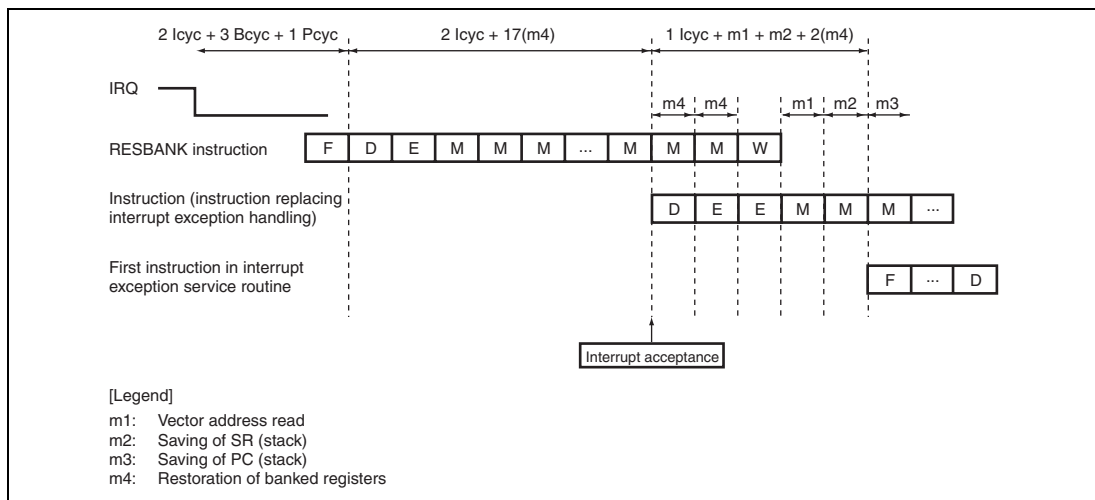 2 Icyc + 3 Bcyc + 1 Pcyc 2 Icyc + 17(m4) 1 Icyc + m1 + m2 + 2(m4)
IRQ
m4 m4 m1 m2 m3
RESBANK instruction F D E M M M ... M M M W
Instruction (instruction replacing
interrupt exception handling) D E E M M M ...
First instruction in interrupt
exception service routine F ... D
Interrupt acceptance
[Legend]
m1: Vector address read
m2: Saving of SR (stack)
m3: Saving of PC (stack)
m4: Restoration of banked registers